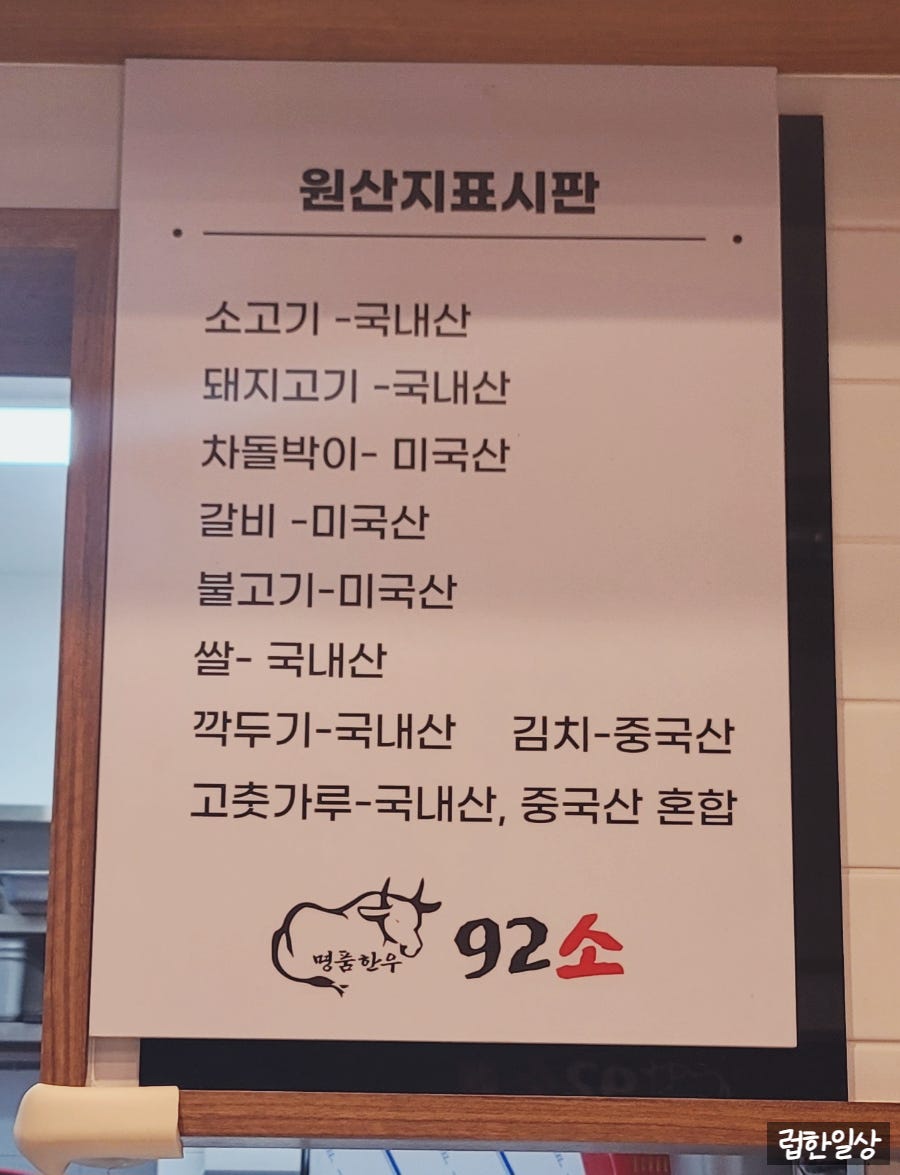 원산지표시판
소고기 -국내산
돼지고기 -국내산
차돌박이- 미국산
갈비 -미국산
불고기-미국산
쌀- 국내산
깍두기-국내산 김치-중국산
고춧가루-국내산, 중국산 혼합
명품한우 92소
럽한일상